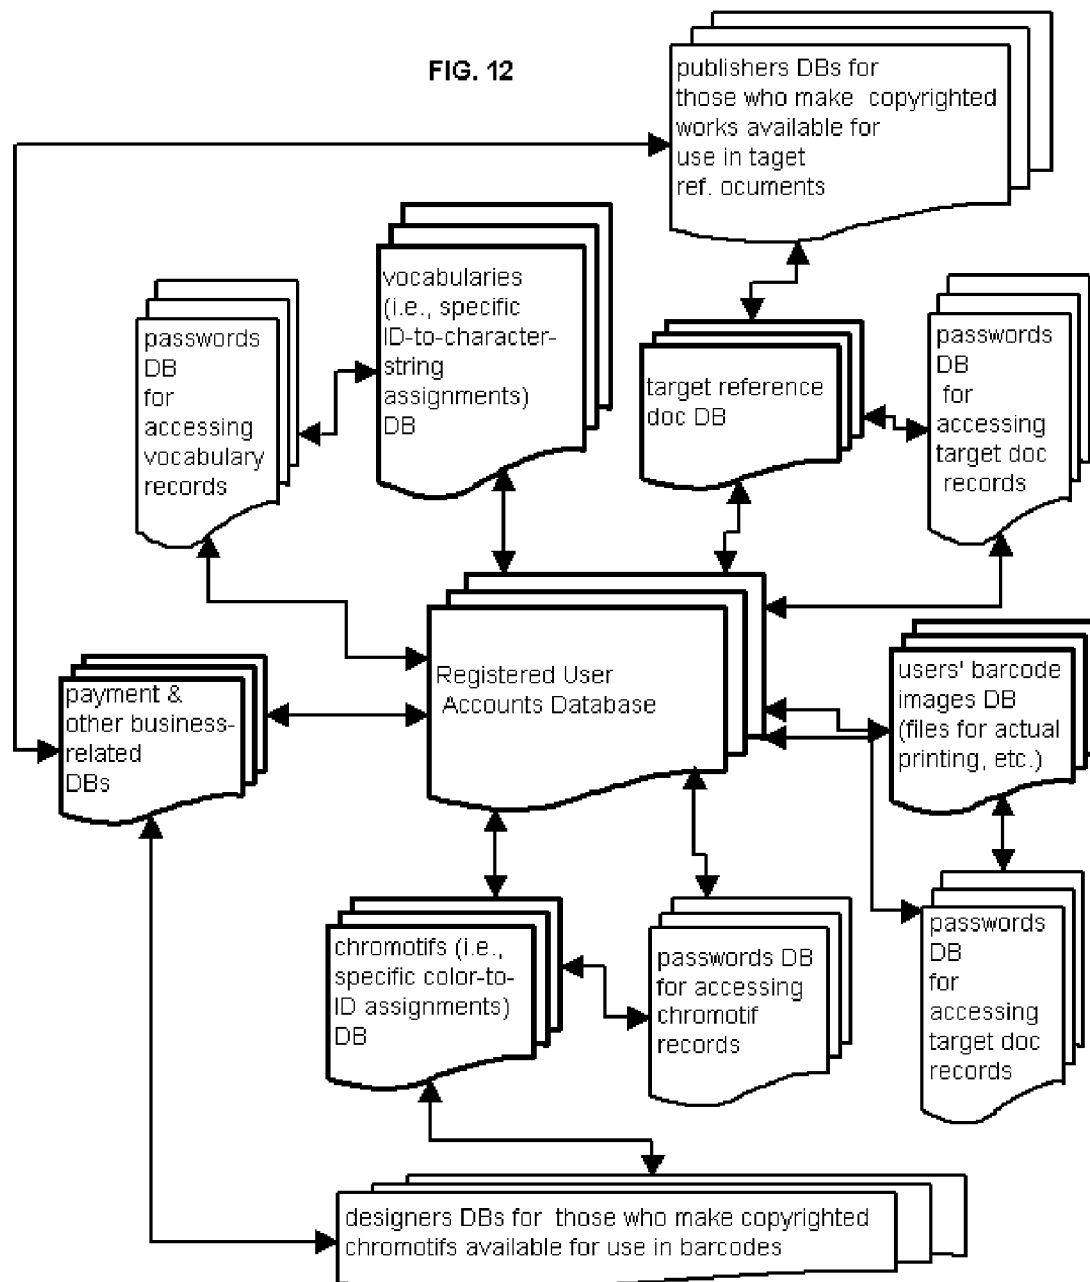 FIG. 12
publishers DBs for
those who make copyrighted
works available for
use in taget
ref. ocuments
vocabularies
(i.e., specific
ID-to-character-
string
assignments)
DB
passwords
DB
for
accessing
vocabulary
records
target reference
doc DB
passwords
DB
for
accessing
target doc
records
Registered User
Accounts Database
payment &
other business-
related
DBs
users' barcode
images DB
(files for actual
printing, etc.)
chromotifs (i.e.,
specific color-to-
ID assignments)
DB
passwords DB
for accessing
chromotif
records
passwords
DB
for
accessing
target doc
records
designers DBs for those who make copyrighted
chromotifs available for use in barcodes